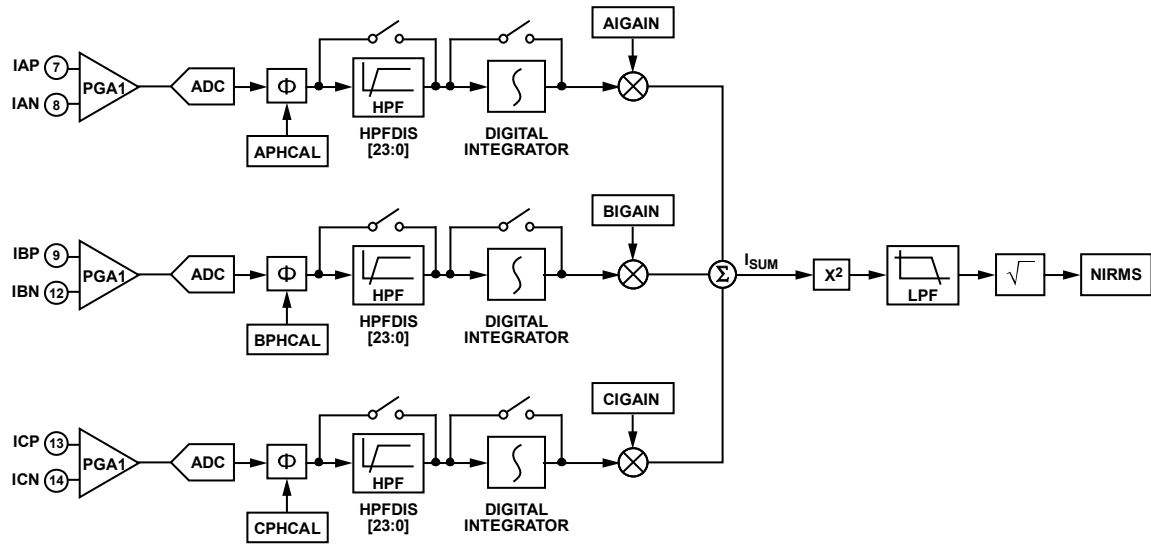 AIGAIN
IAP 7
IAN 8
PGA1
ADC
Φ
HPF
APHCAL
HPFDIS
[23:0]
DIGITAL
INTEGRATOR
BIGAIN
IBP 9
IBN 12
PGA1
ADC
Φ
HPF
BPHCAL
HPFDIS
[23:0]
DIGITAL
INTEGRATOR
Σ
ISUM
X²
LPF
√
NIRMS
CIGAIN
ICP 13
ICN 14
PGA1
ADC
Φ
HPF
CPHCAL
HPFDIS
[23:0]
DIGITAL
INTEGRATOR